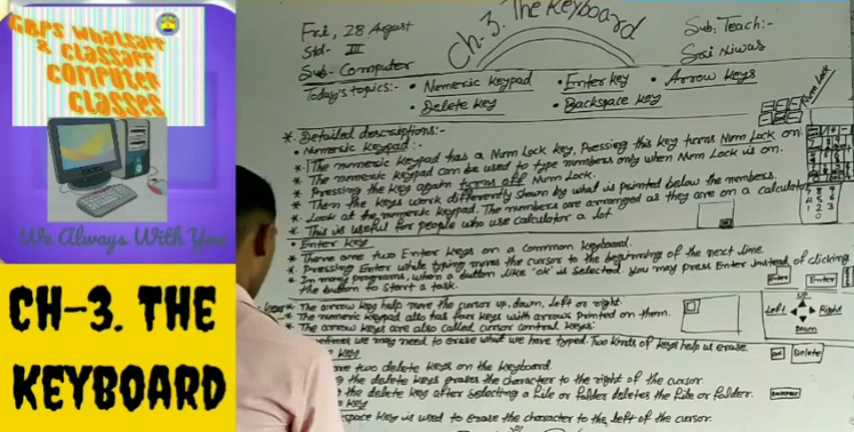 GBPS Whatsapp
& Classapp
Computer
Classes
We Always With You
CH-3. THE
KEYBOARD
Fri, 28 August
Std- III
Sub- Computer
Ch-3. The Keyboard
Sub. Teach:-
Sri Niwas
Today's topics:- • Numeric keypad • Enter key • Arrow keys
• Delete key • Backspace key
Num Lock
* Detailed descriptions:-
• Numeric keypad :-
* The numeric keypad has a Num Lock key, Pressing this key turns Num Lock on.
* The numeric keypad can be used to type numbers only when Num Lock is on.
* Pressing the key again turns off Num Lock.
* Then the keys work differently shown by what is printed below the numbers.
* Look at the numeric keypad. The numbers are arranged as they are on a calculator
* This is useful for people who use calculator a lot
Enter key
* There are two Enter keys on a common keyboard.
* Pressing Enter while typing moves the cursor to the beginning of the next line.
* In many programs, when a button like 'ok' is selected. you may press Enter instead of clicking
the button to start a task.
Enter Enter
* The arrow key help move the cursor up, down, left or right.
* The numeric keypad also has four keys with arrows printed on them.
* The arrow keys are also called cursor control keys.
UP
Left Right
Down
we may need to erase what we have typed. Two kinds of keys help us erase
key
Del Delete
two delete keys on the keyboard.
the delete keys erases the character to the right of the cursor.
the delete key after selecting a file or folder deletes the file or folder.
key
key is used to erase the character to the left of the cursor.